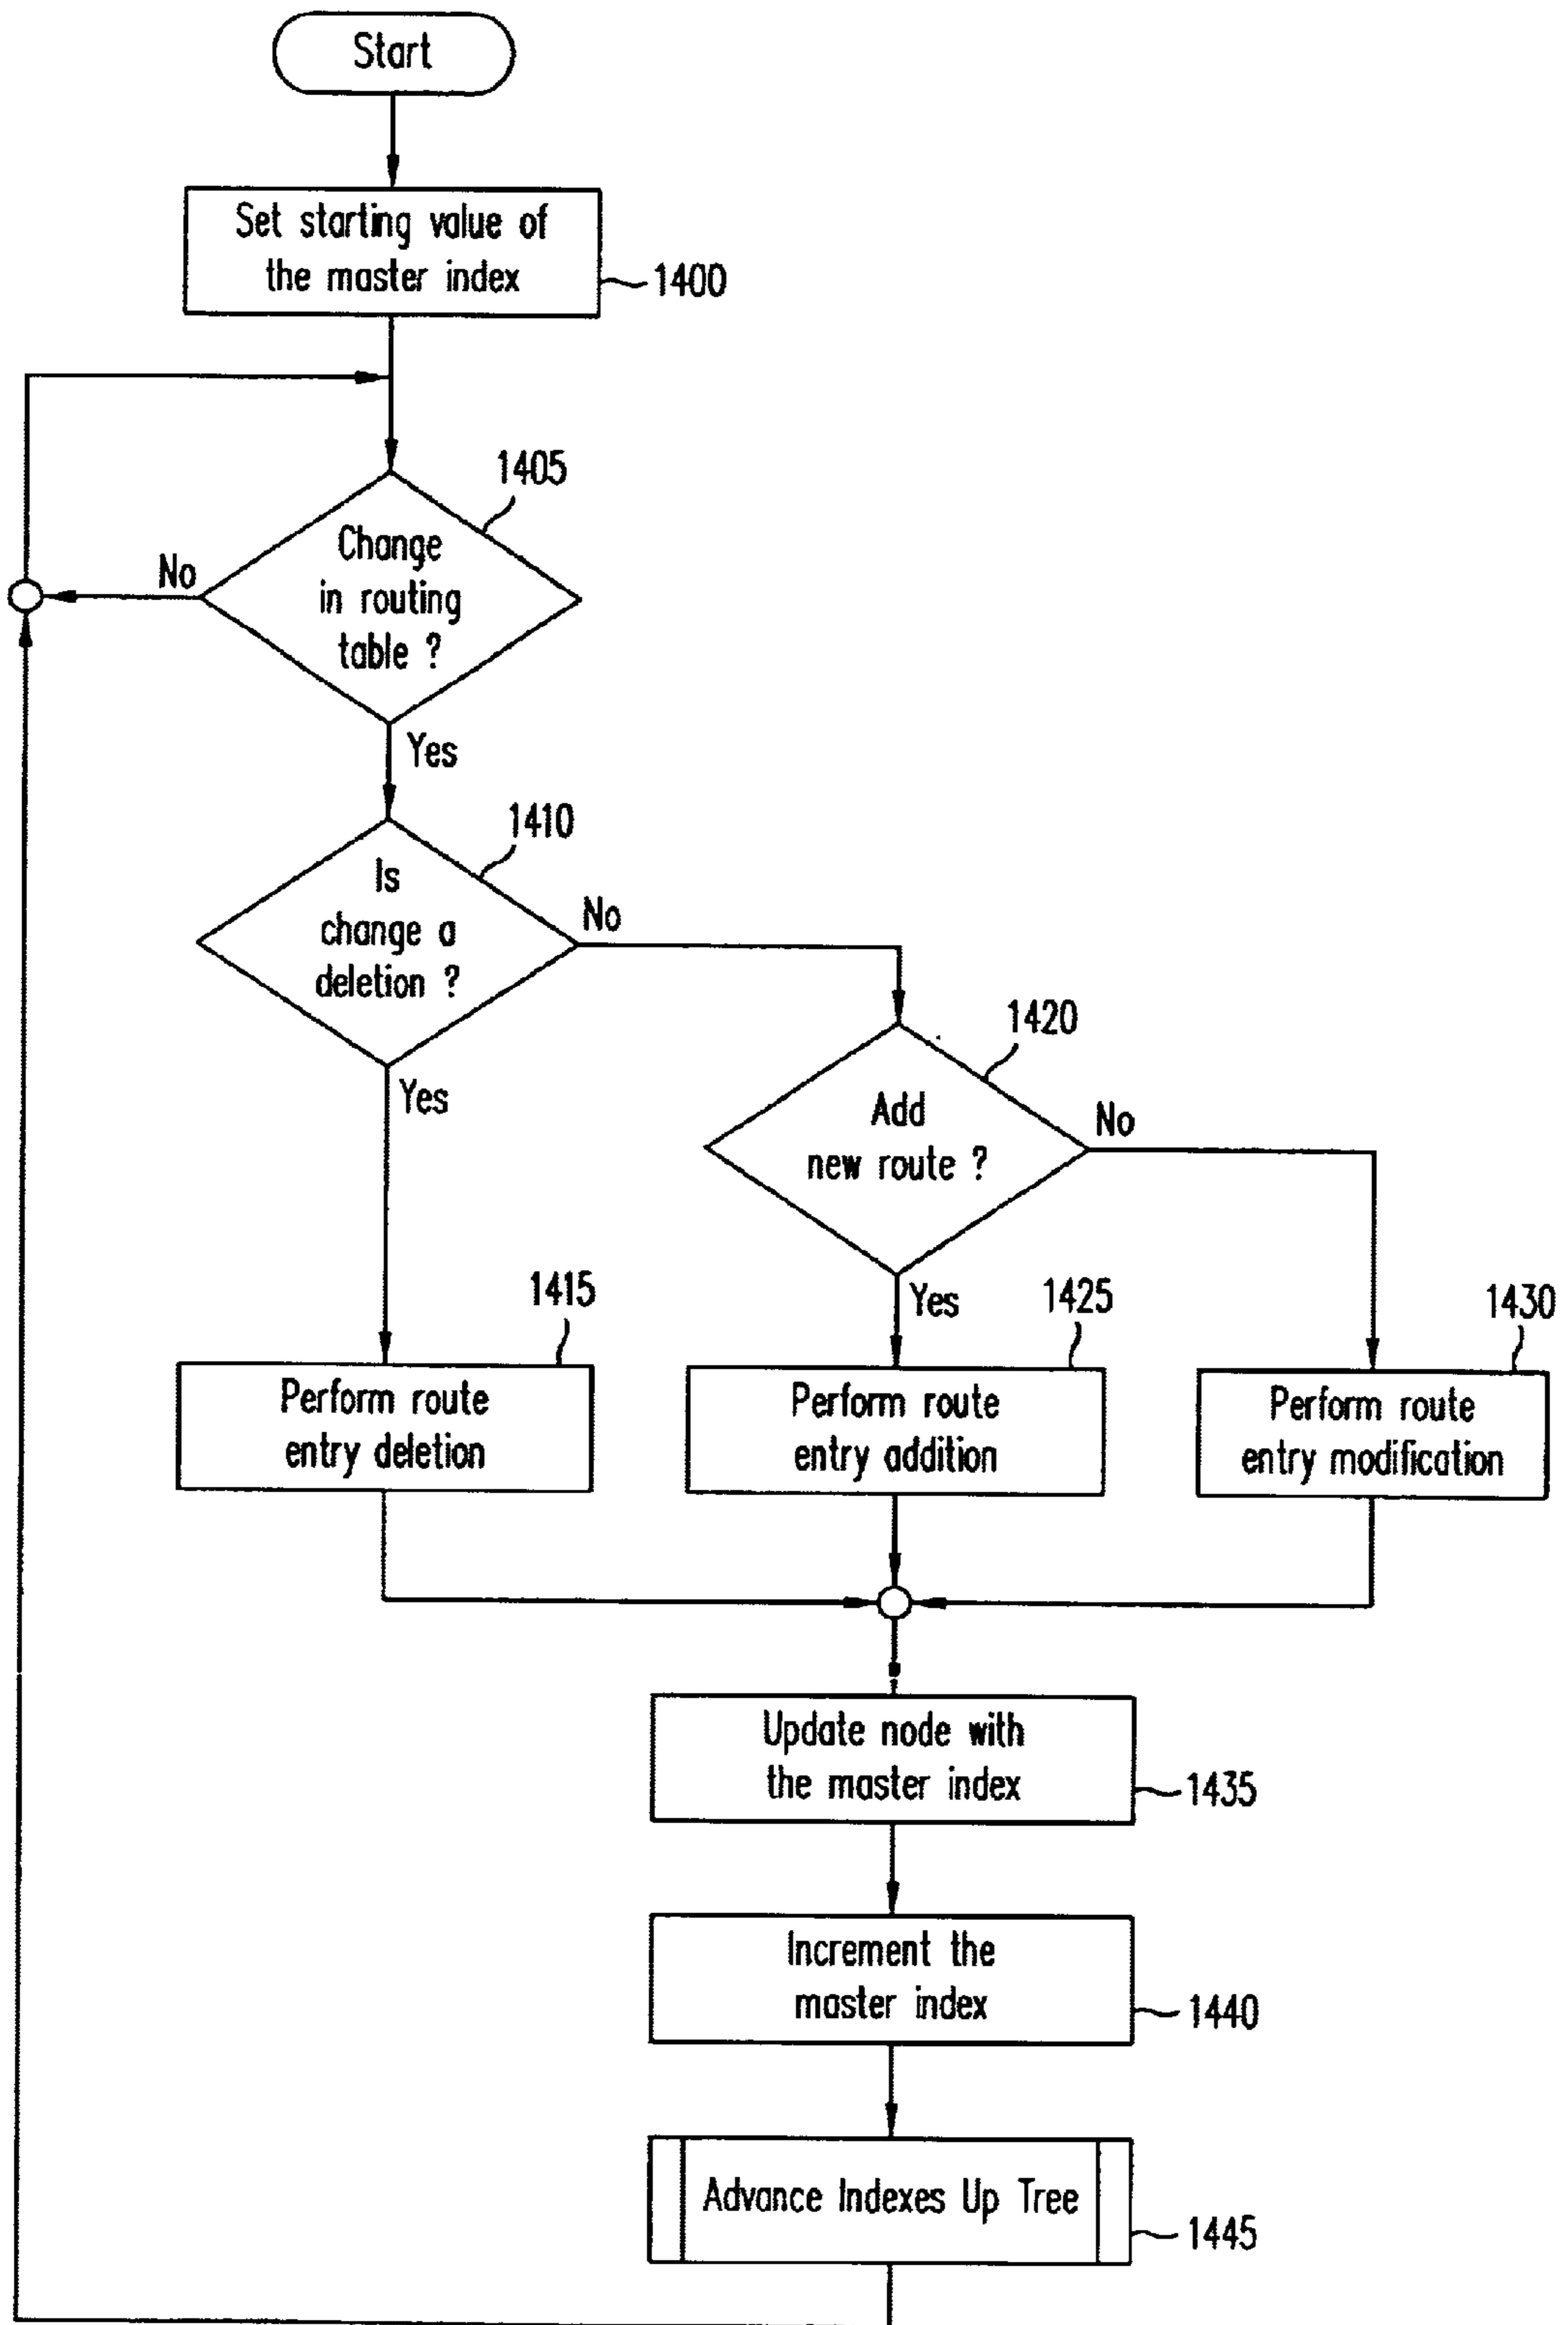 Start
Set starting value of
the master index
1400
1405
Change
in routing
table ?
No
Yes
1410
Is
change a
deletion ?
No
Yes
1420
Add
new route ?
No
Yes
1415
Perform route
entry deletion
1425
Perform route
entry addition
1430
Perform route
entry modification
Update node with
the master index
1435
Increment the
master index
1440
Advance Indexes Up Tree
1445